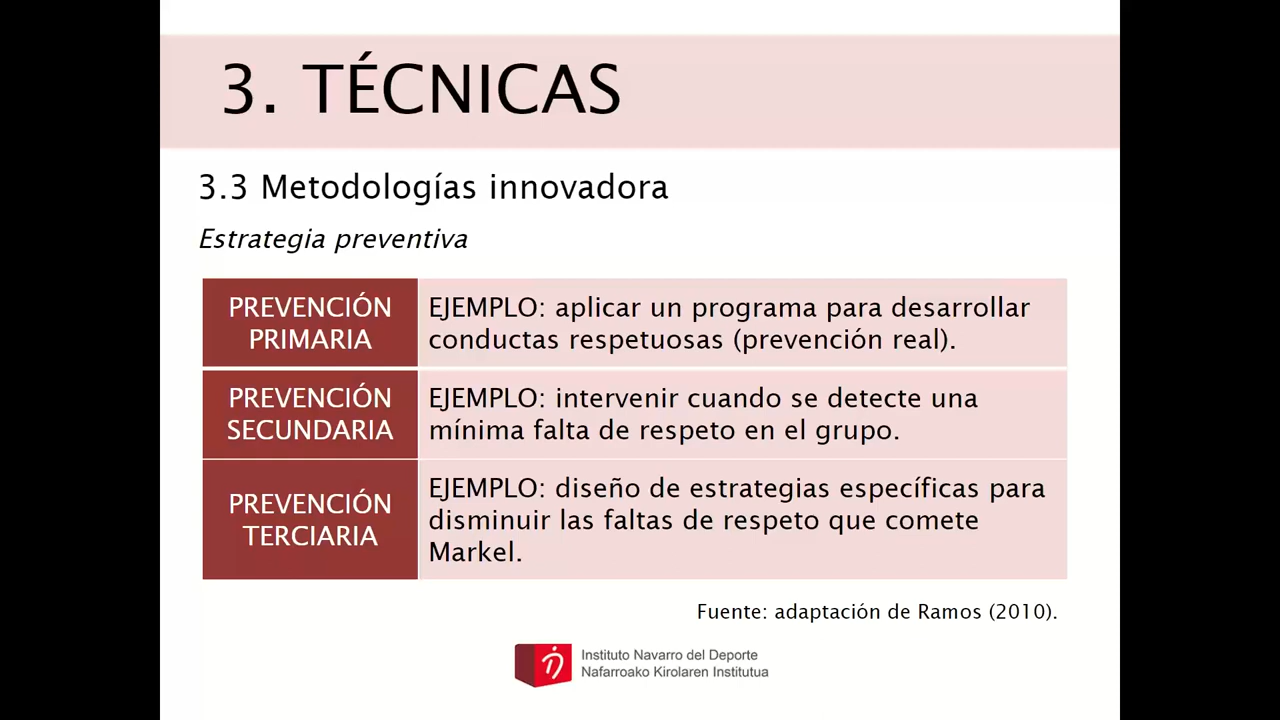 3. TÉCNICAS
3.3 Metodologías innovadora
Estrategia preventiva
PREVENCIÓN
PRIMARIA
EJEMPLO: aplicar un programa para desarrollar
conductas respetuosas (prevención real).
PREVENCIÓN
SECUNDARIA
EJEMPLO: intervenir cuando se detecte una
mínima falta de respeto en el grupo.
PREVENCIÓN
TERCIARIA
EJEMPLO: diseño de estrategias específicas para
disminuir las faltas de respeto que comete
Markel.
Fuente: adaptación de Ramos (2010).
Instituto Navarro del Deporte
Nafarroako Kirolaren Institutua